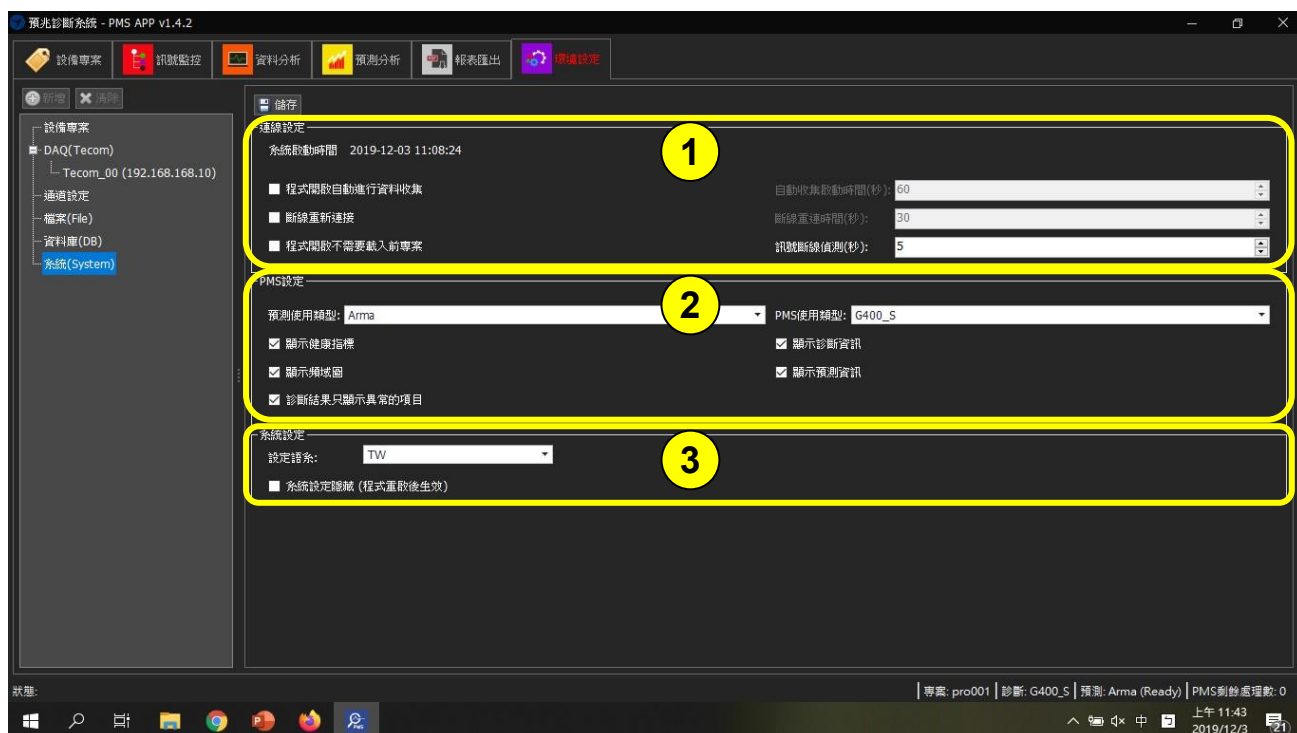 預兆診斷系統 - PMS APP v1.4.2
設備專案 訊號監控 資料分析 預測分析 報表匯出 環境設定
新增 清除
儲存
設備專案
DAQ(Tecom)
Tecom_00 (192.168.168.10)
通道設定
檔案(File)
資料庫(DB)
系統(System)
連線設定
1
系統啟動時間 2019-12-03 11:08:24
程式開啟自動進行資料收集 自動收集啟動時間(秒): 60
斷線重新連接 斷線重連時間(秒): 30
程式開啟不需要載入前專案 訊號斷線偵測(秒): 5
PMS設定
2
預測使用類型: Arma PMS使用類型: G400_S
顯示健康指標 顯示診斷資訊
顯示頻域圖 顯示預測資訊
診斷結果只顯示異常的項目
系統設定
3
設定語系: TW
系統設定隱藏 (程式重啟後生效)
狀態: 專案: pro001 診斷: G400_S 預測: Arma (Ready) PMS剩餘處理數: 0
中 上午 11:43
2019/12/3 21